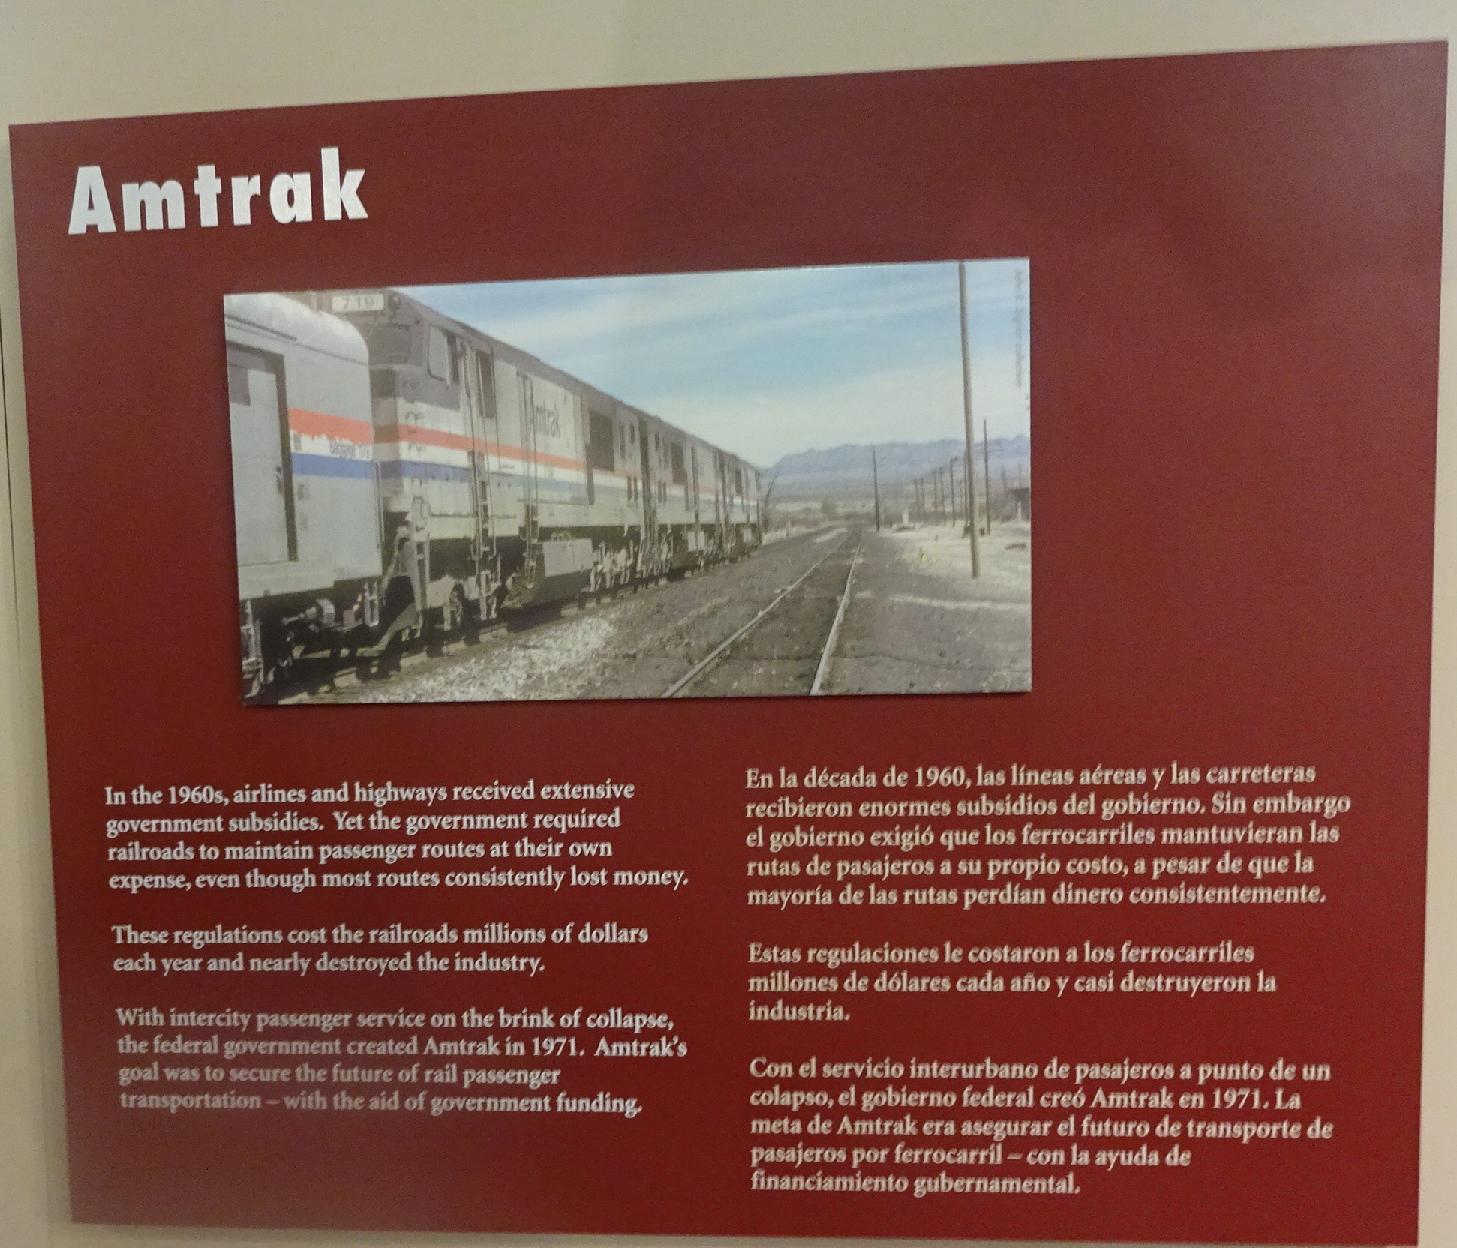 Amtrak
719
Amtrak
In the 1960s, airlines and highways received extensive
government subsidies. Yet the government required
railroads to maintain passenger routes at their own
expense, even though most routes consistently lost money.
These regulations cost the railroads millions of dollars
each year and nearly destroyed the industry.
With intercity passenger service on the brink of collapse,
the federal government created Amtrak in 1971. Amtrak's
goal was to secure the future of rail passenger
transportation – with the aid of government funding.
En la década de 1960, las líneas aéreas y las carreteras
recibieron enormes subsidios del gobierno. Sin embargo
el gobierno exigió que los ferrocarriles mantuvieran las
rutas de pasajeros a su propio costo, a pesar de que la
mayoría de las rutas perdían dinero consistentemente.
Estas regulaciones le costaron a los ferrocarriles
millones de dólares cada año y casi destruyeron la
industria.
Con el servicio interurbano de pasajeros a punto de un
colapso, el gobierno federal creó Amtrak en 1971. La
meta de Amtrak era asegurar el futuro de transporte de
pasajeros por ferrocarril – con la ayuda de
financiamiento gubernamental.